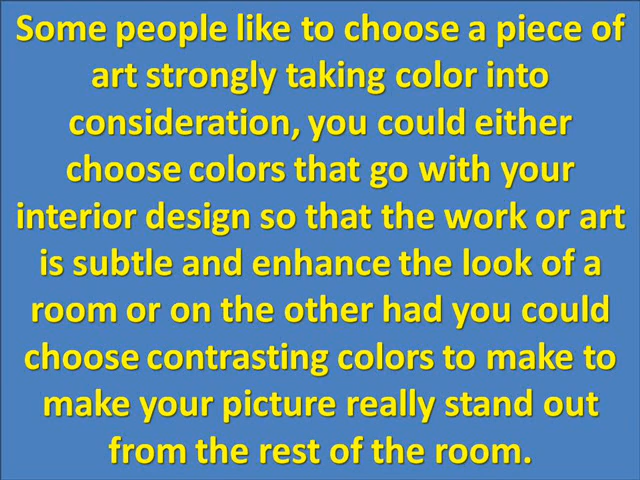 Some people like to choose a piece of
art strongly taking color into
consideration, you could either
choose colors that go with your
interior design so that the work or art
is subtle and enhance the look of a
room or on the other had you could
choose contrasting colors to make to
make your picture really stand out
from the rest of the room.